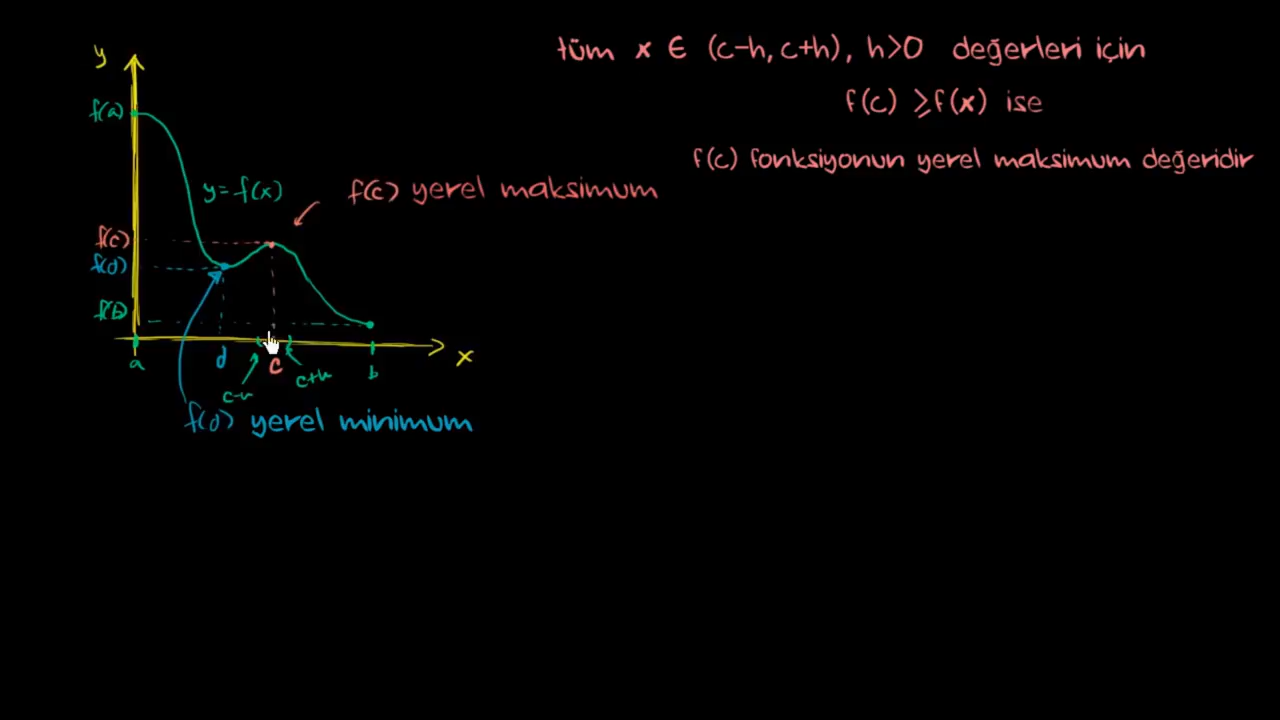 y
tüm x ∈ (c-h, c+h), h>0 değerleri için
f(a)
f(c) ≥ f(x) ise
f(c) fonksiyonun yerel maksimum değeridir
y=f(x)
f(c) yerel maksimum
f(c)
f(d)
f(b)
x
a
d
c
b
c-h
c+h
f(d) yerel minimum